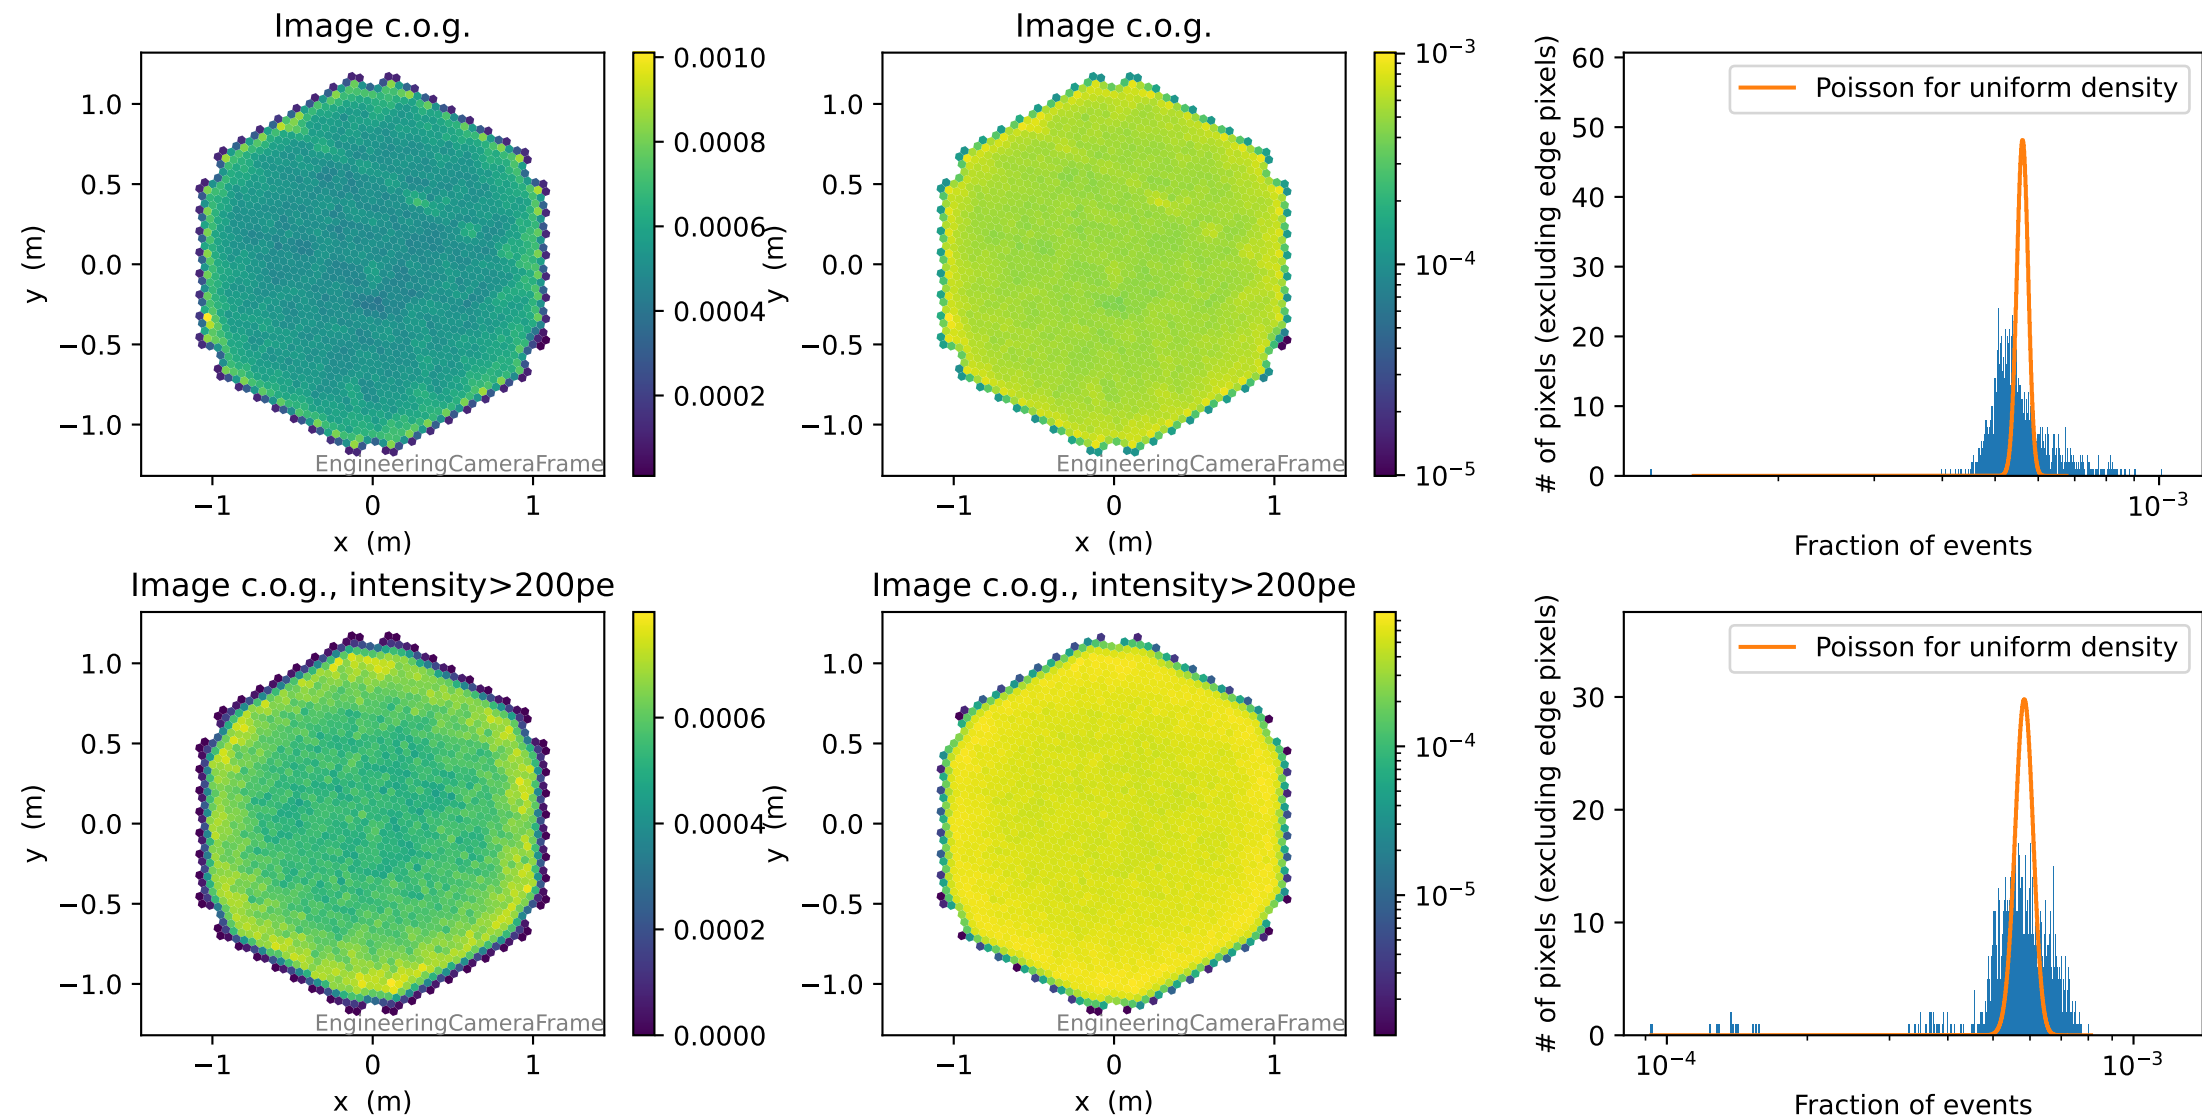 Image c.o.g.
1.0
0.5
0.0
−0.5
−1.0
y (m)
−1
0
1
x (m)
EngineeringCameraFrame
0.0010
0.0008
0.0006
0.0004
0.0002
Image c.o.g.
1.0
0.5
0.0
−0.5
−1.0
y (m)
−1
0
1
x (m)
EngineeringCameraFrame
10⁻³
10⁻⁴
10⁻⁵
# of pixels (excluding edge pixels)
60
50
40
30
20
10
0
Poisson for uniform density
10⁻³
Fraction of events
Image c.o.g., intensity>200pe
1.0
0.5
0.0
−0.5
−1.0
y (m)
−1
0
1
x (m)
EngineeringCameraFrame
0.0006
0.0004
0.0002
0.0000
Image c.o.g., intensity>200pe
1.0
0.5
0.0
−0.5
−1.0
y (m)
−1
0
1
x (m)
EngineeringCameraFrame
10⁻⁴
10⁻⁵
# of pixels (excluding edge pixels)
30
20
10
0
Poisson for uniform density
10⁻⁴
10⁻³
Fraction of events